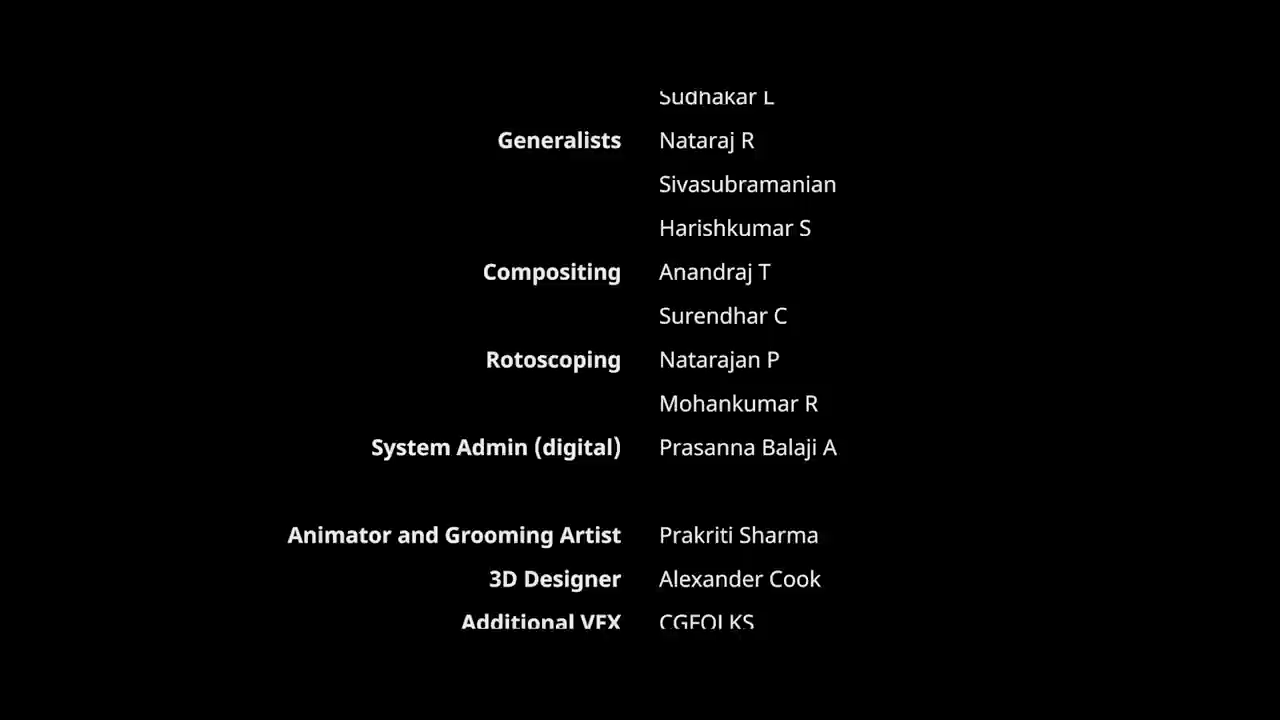 Sudhakar L
Generalists Nataraj R
Sivasubramanian
Harishkumar S
Compositing Anandraj T
Surendhar C
Rotoscoping Natarajan P
Mohankumar R
System Admin (digital) Prasanna Balaji A
Animator and Grooming Artist Prakriti Sharma
3D Designer Alexander Cook
Additional VFX CGFOLKS